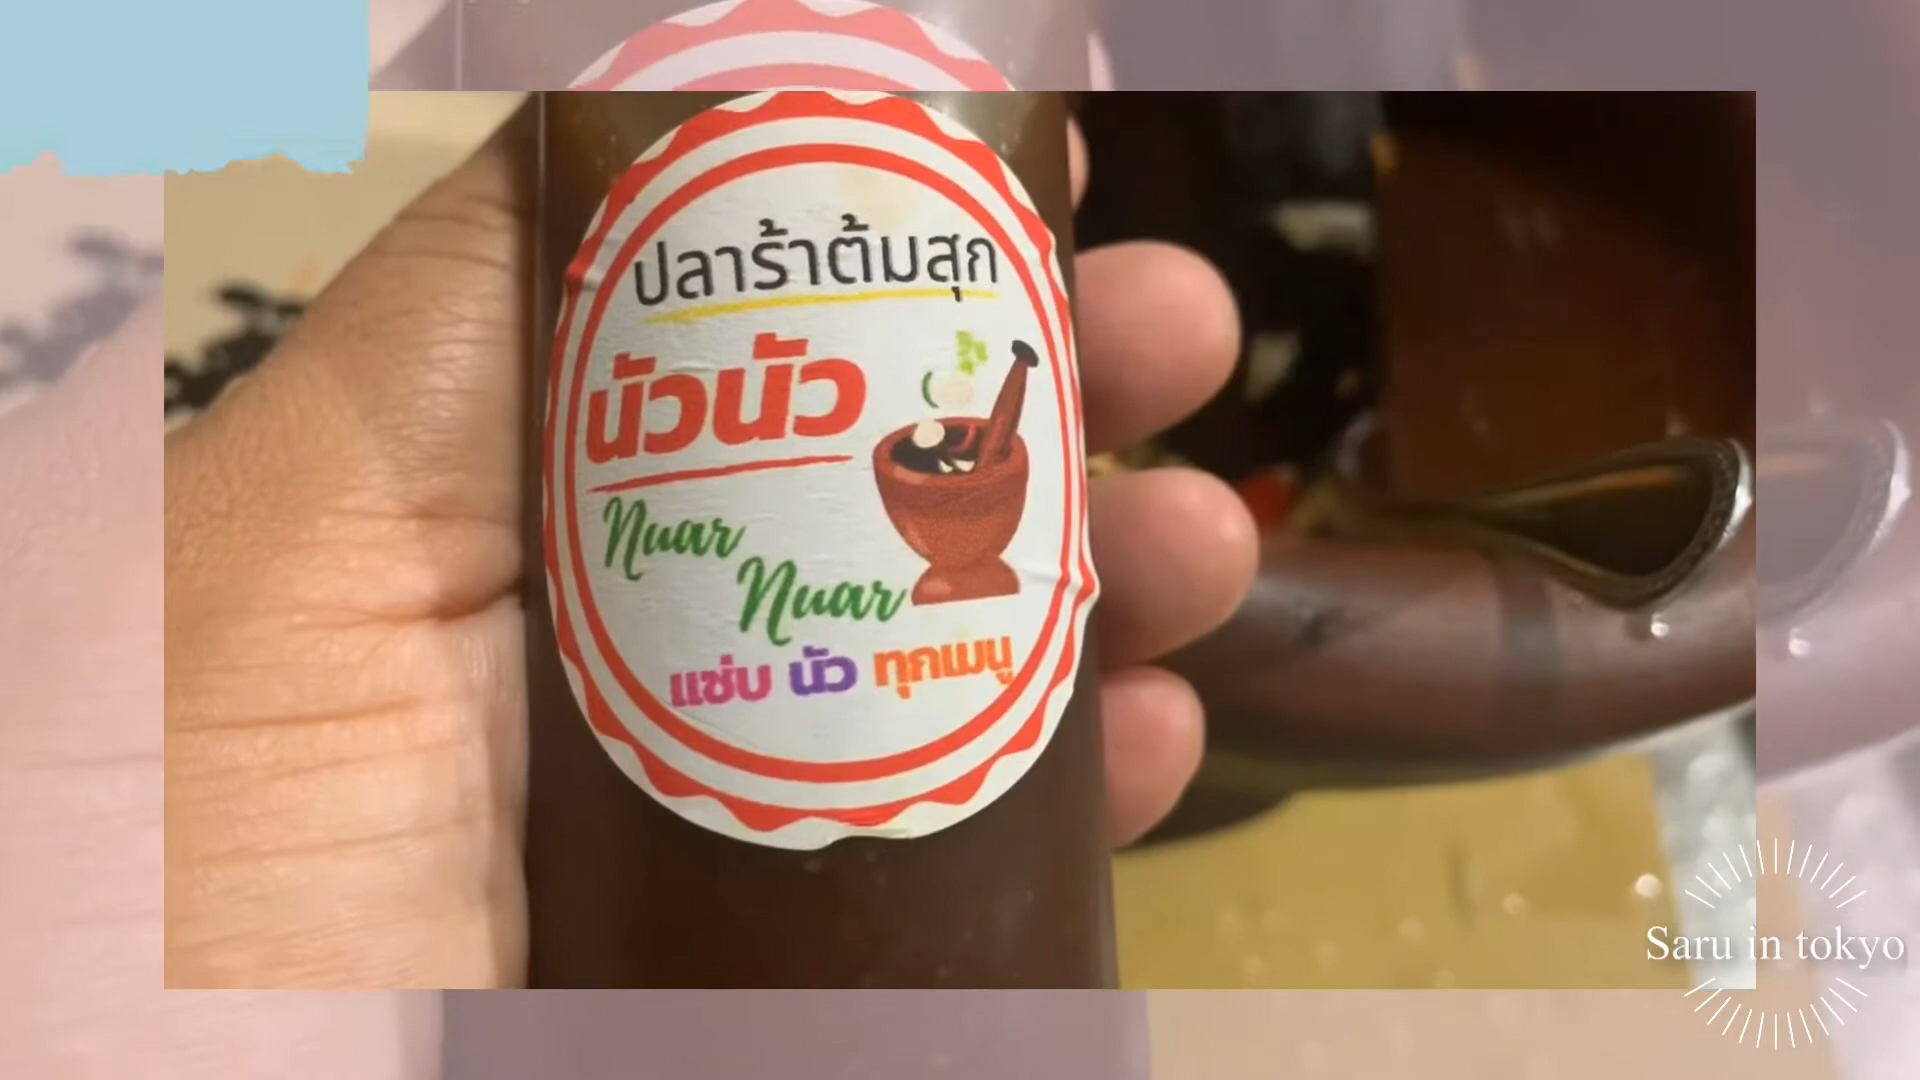 ปลาร้าต้มสุก
นัวนัว
Nuar
Nuar
แซ่บ นัว ทุกเมนู
Saru in tokyo